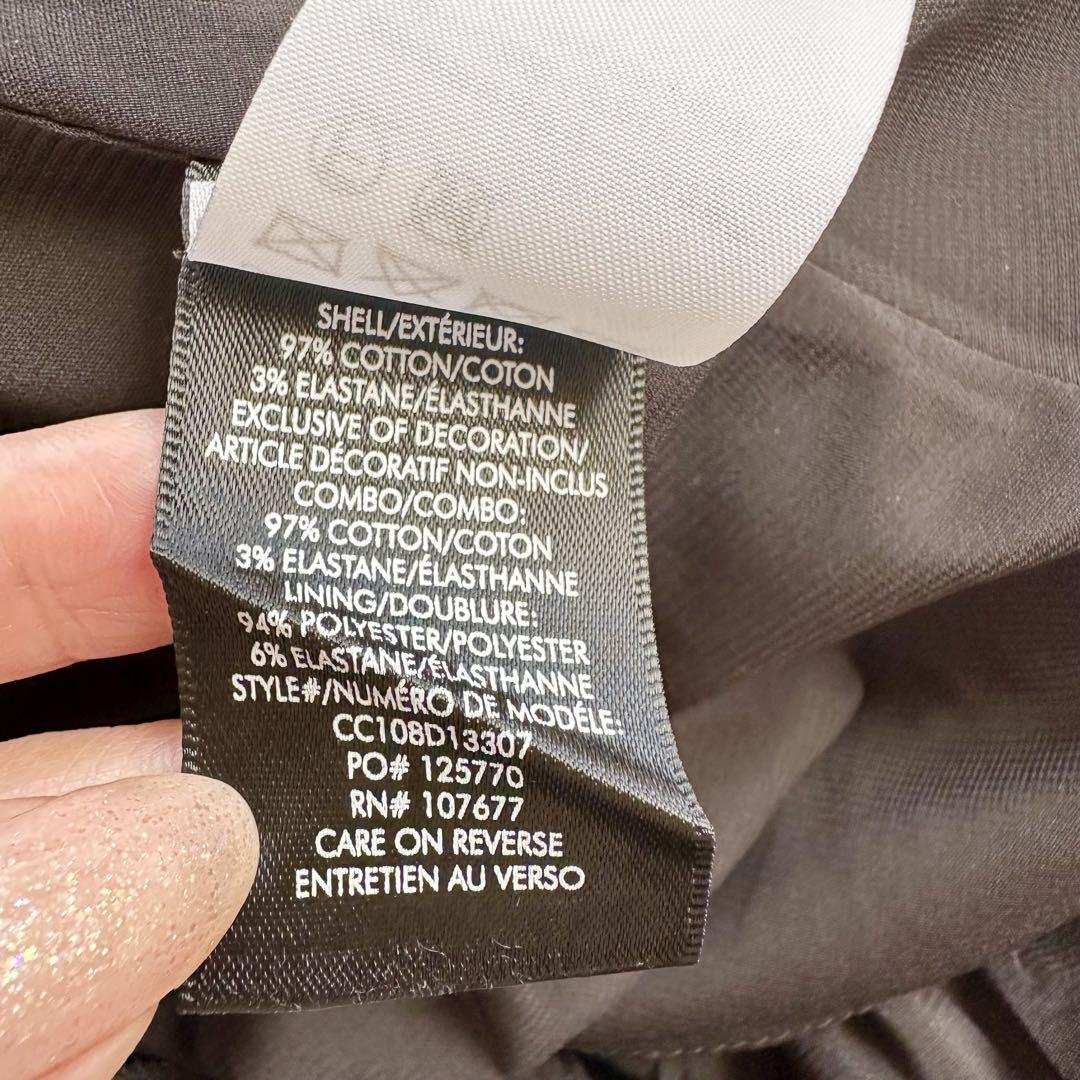 SHELL/EXTÉRIEUR:
97% COTTON/COTON
3% ELASTANE/ÉLASTHANNE
EXCLUSIVE OF DECORATION/
ARTICLE DÉCORATIF NON-INCLUS
COMBO/COMBO:
97% COTTON/COTON
3% ELASTANE/ÉLASTHANNE
LINING/DOUBLURE:
94% POLYESTER/POLYESTER
6% ELASTANE/ÉLASTHANNE
STYLE#/NUMÉRO DE MODÉLE:
CC108D13307
PO# 125770
RN# 107677
CARE ON REVERSE
ENTRETIEN AU VERSO